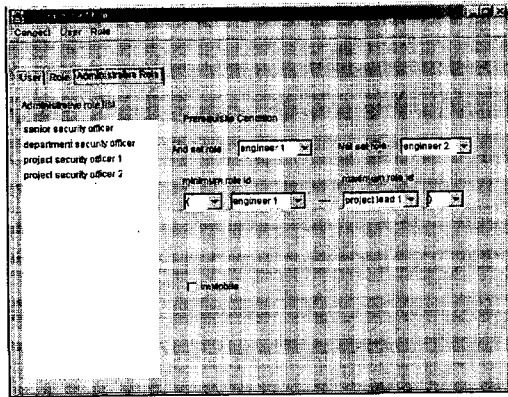 Connect User Role
User Role Administrative Role
Administrative role list
senior security officer
department security officer
project security officer 1
project security officer 2
Prerequisite Condition
And set role engineer 1 Not set role engineer 2
minimum role id maximum role id
engineer 1 — project lead 1
Immobile